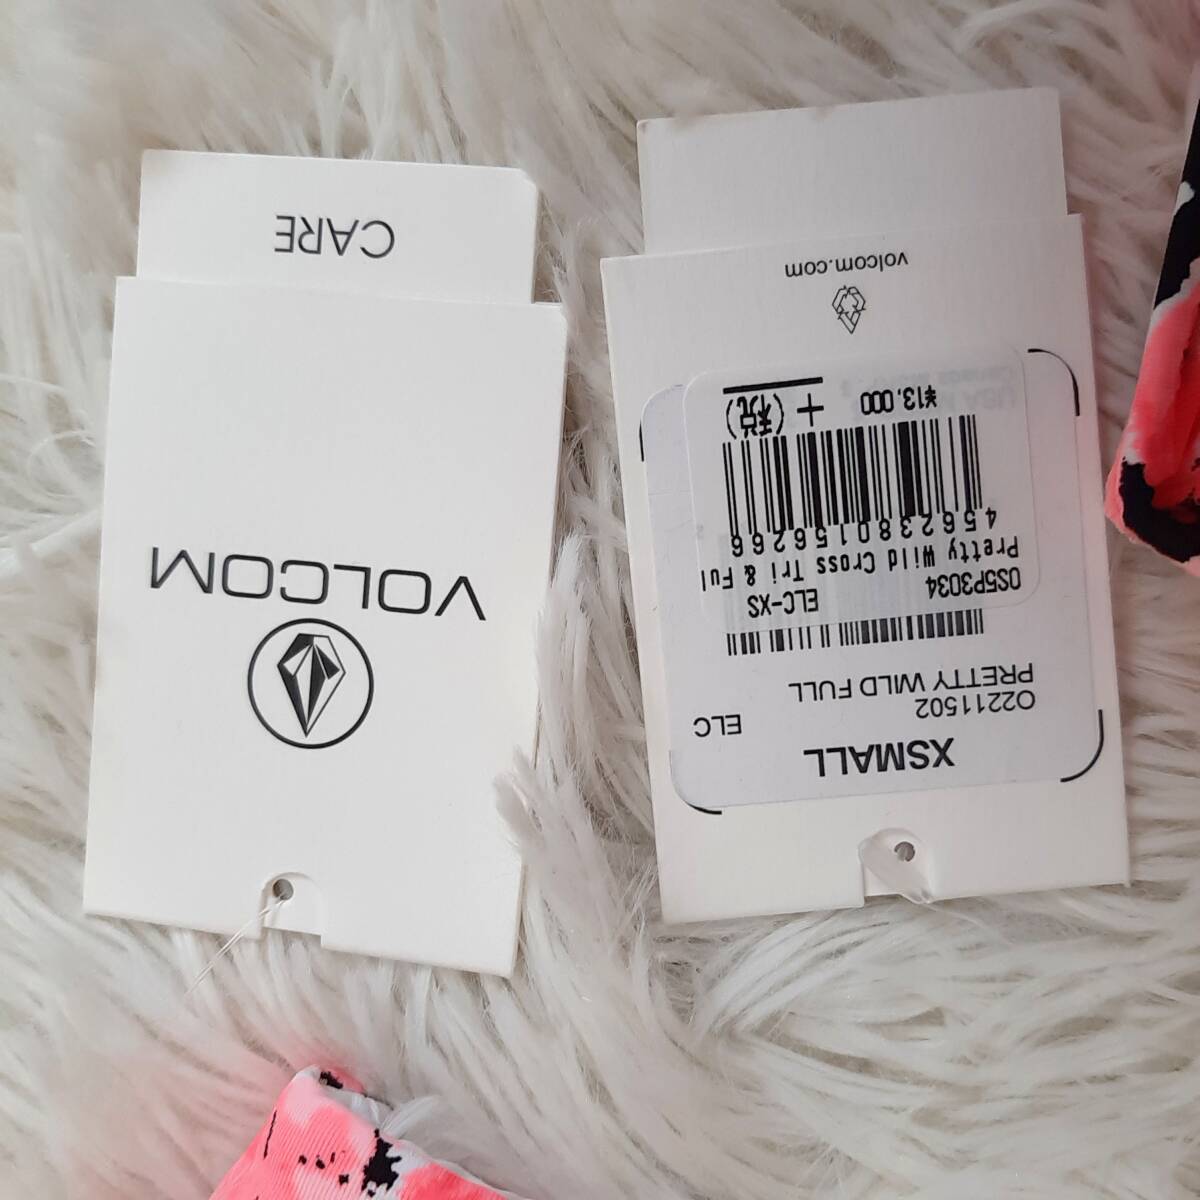 XSMALL
O2211502 ELC
PRETTY WILD FULL
0S5P3034 ELC-XS
Pretty Wild Cross Tri & Ful
4562380156266
¥13,000 +(税)
volcom.com
VOLCOM
CARE